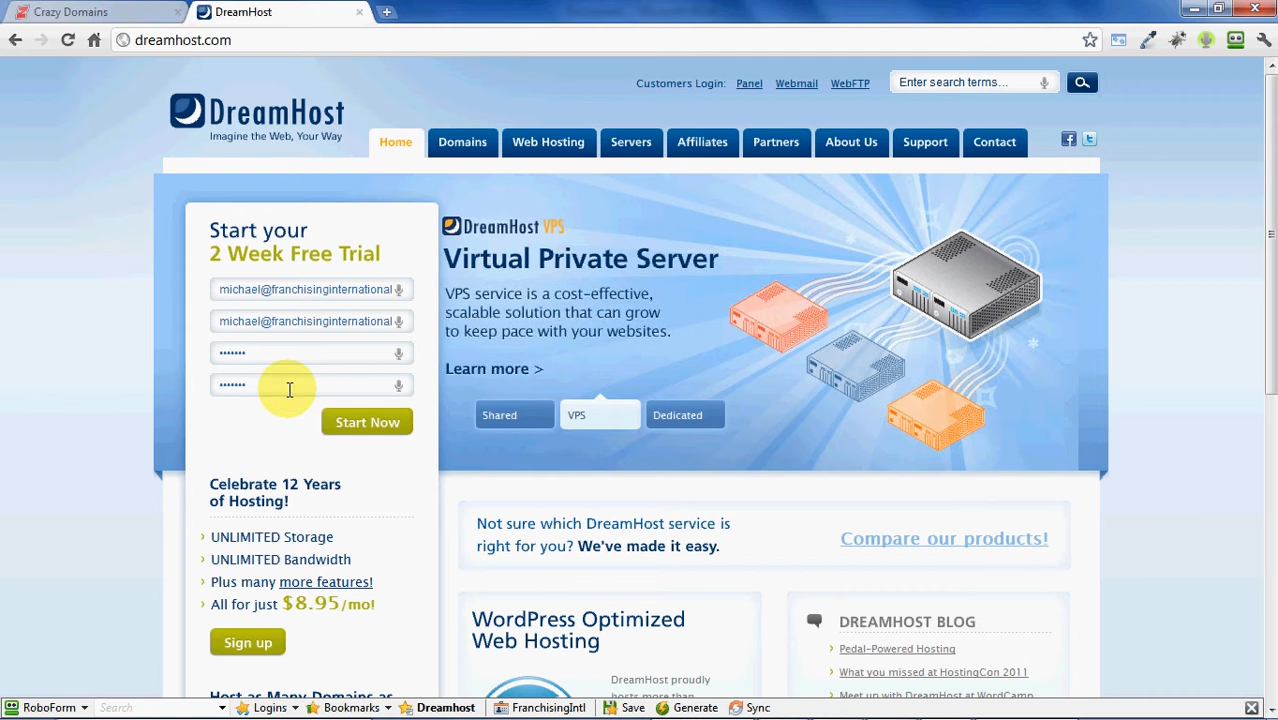 Crazy Domains
DreamHost
dreamhost.com
Customers Login: Panel Webmail WebFTP
Enter search terms...
DreamHost
Imagine the Web, Your Way
Home Domains Web Hosting Servers Affiliates Partners About Us Support Contact
Start your
2 Week Free Trial
michael@franchisinginternational
michael@franchisinginternational
•••••••
•••••••
Start Now
DreamHost VPS
Virtual Private Server
VPS service is a cost-effective,
scalable solution that can grow
to keep pace with your websites.
Learn more >
Shared VPS Dedicated
Celebrate 12 Years
of Hosting!
UNLIMITED Storage
UNLIMITED Bandwidth
Plus many more features!
All for just $8.95/mo!
Sign up
Host as Many Domains as
Not sure which DreamHost service is
right for you? We've made it easy.
Compare our products!
WordPress Optimized
Web Hosting
DreamHost proudly
hosts more than
DREAMHOST BLOG
Pedal-Powered Hosting
What you missed at HostingCon 2011
Meet up with DreamHost at WordCamp
RoboForm Search Logins Bookmarks Dreamhost FranchisingIntl Save Generate Sync